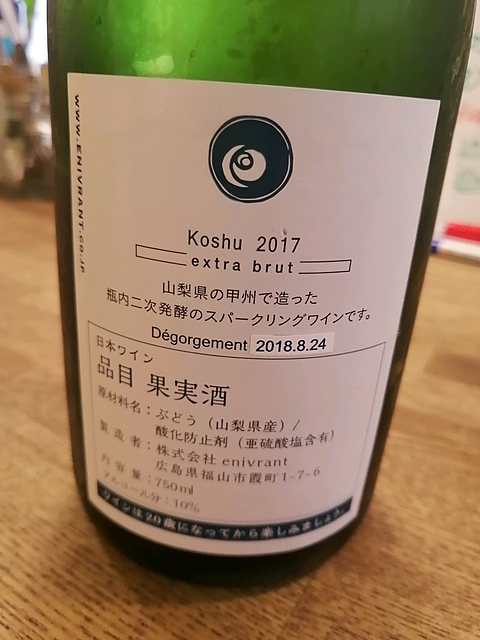 WWW.ENIVRANT.CO.JP
Koshu 2017
extra brut
山梨県の甲州で造った
瓶内二次発酵のスパークリングワインです。
Dégorgement 2018.8.24
日本ワイン
品目 果実酒
原材料名:ぶどう(山梨県産)/
酸化防止剤(亜硫酸塩含有)
製造者:株式会社 enivrant
広島県福山市霞町1-7-6
内容量:750ml
アルコール分:10%
ワインは20歳になってから楽しみましょう。